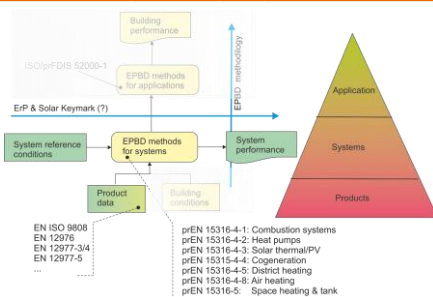 Building
performance
ISO/prFDIS 52000-1
EPBD methods
for applications
EPBD methodilogy
ErP & Solar Keymark (?)
System reference
conditions
EPBD methods
for systems
System
performance
Product
data
Building
conditions
Application
Systems
Products
EN ISO 9808
EN 12976
EN 12977-3/4
EN 12977-5
...
prEN 15316-4-1: Combustion systems
prEN 15316-4-2: Heat pumps
prEN 15316-4-3: Solar thermal/PV
prEN 15315-4-4: Cogeneration
prEN 15316-4-5: District heating
prEN 15316-4-8: Air heating
prEN 15316-5: Space heating & tank